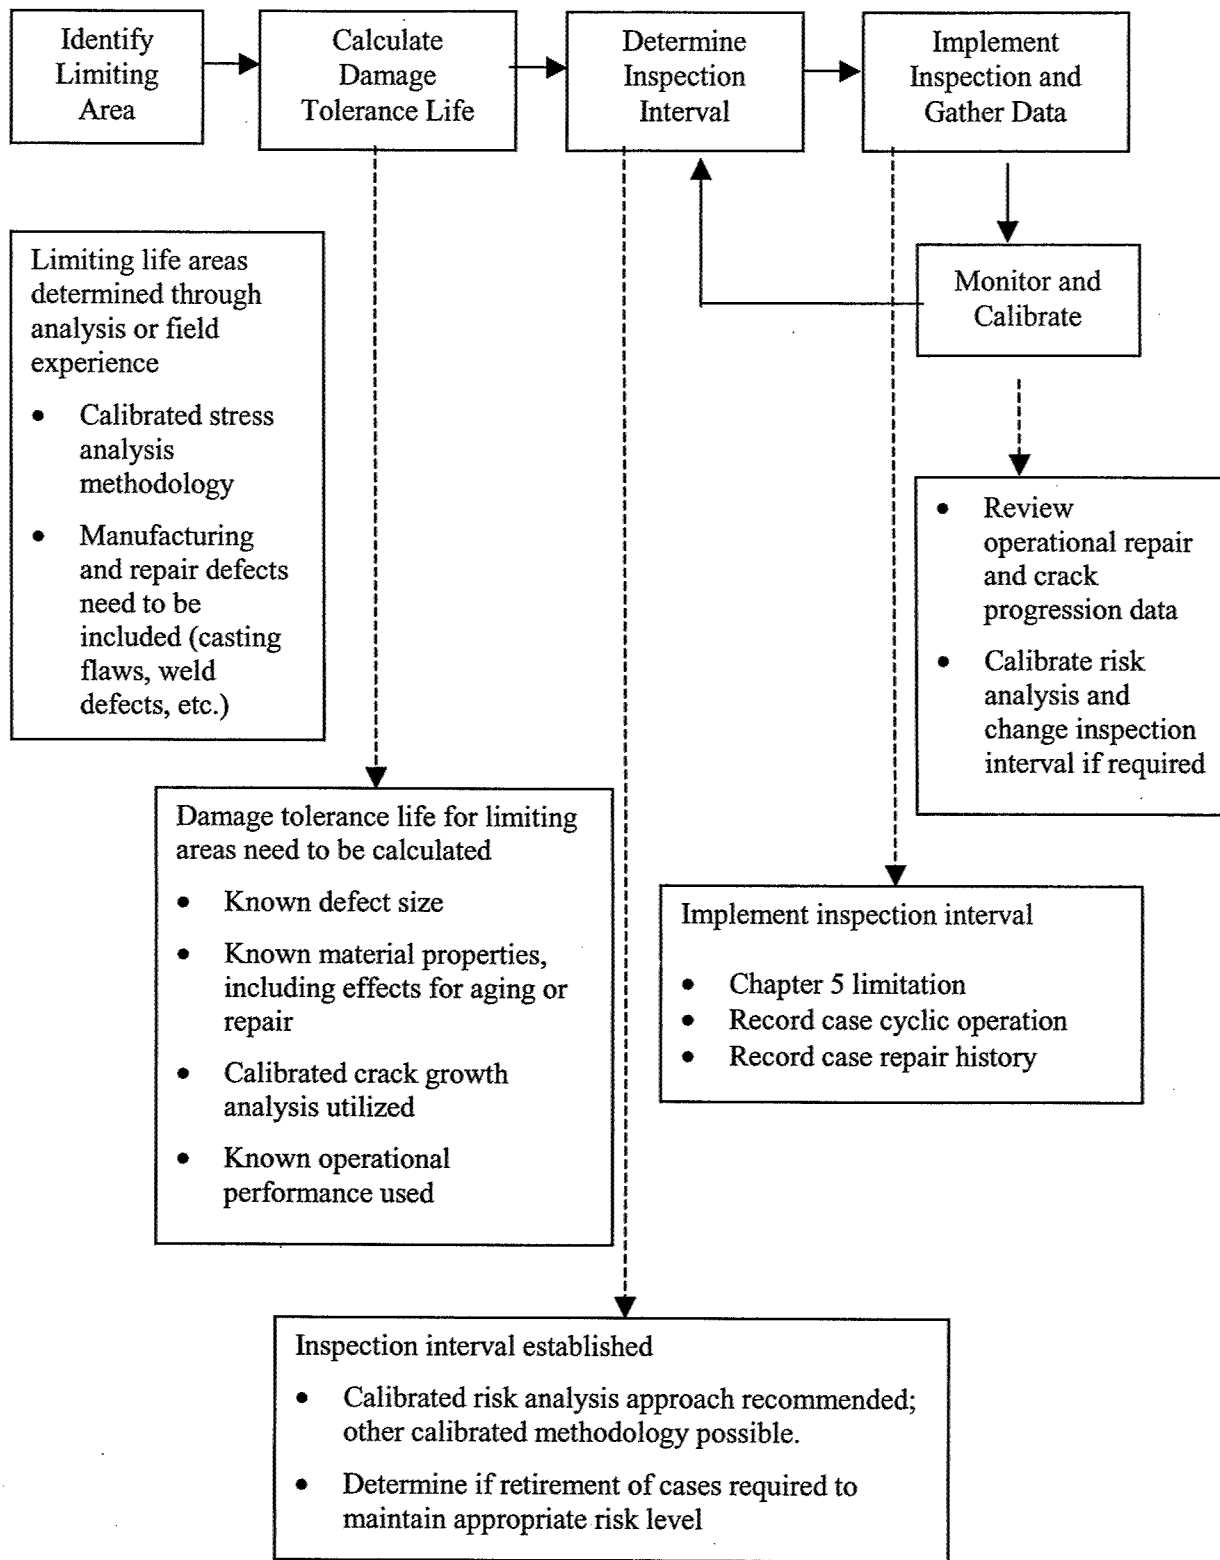 Identify
Limiting
Area
Calculate
Damage
Tolerance Life
Determine
Inspection
Interval
Implement
Inspection and
Gather Data
Monitor and
Calibrate
Limiting life areas
determined through
analysis or field
experience
• Calibrated stress
analysis
methodology
• Manufacturing
and repair defects
need to be
included (casting
flaws, weld
defects, etc.)
• Review
operational repair
and crack
progression data
• Calibrate risk
analysis and
change inspection
interval if required
Damage tolerance life for limiting
areas need to be calculated
• Known defect size
• Known material properties,
including effects for aging or
repair
• Calibrated crack growth
analysis utilized
• Known operational
performance used
Implement inspection interval
• Chapter 5 limitation
• Record case cyclic operation
• Record case repair history
Inspection interval established
• Calibrated risk analysis approach recommended;
other calibrated methodology possible.
• Determine if retirement of cases required to
maintain appropriate risk level